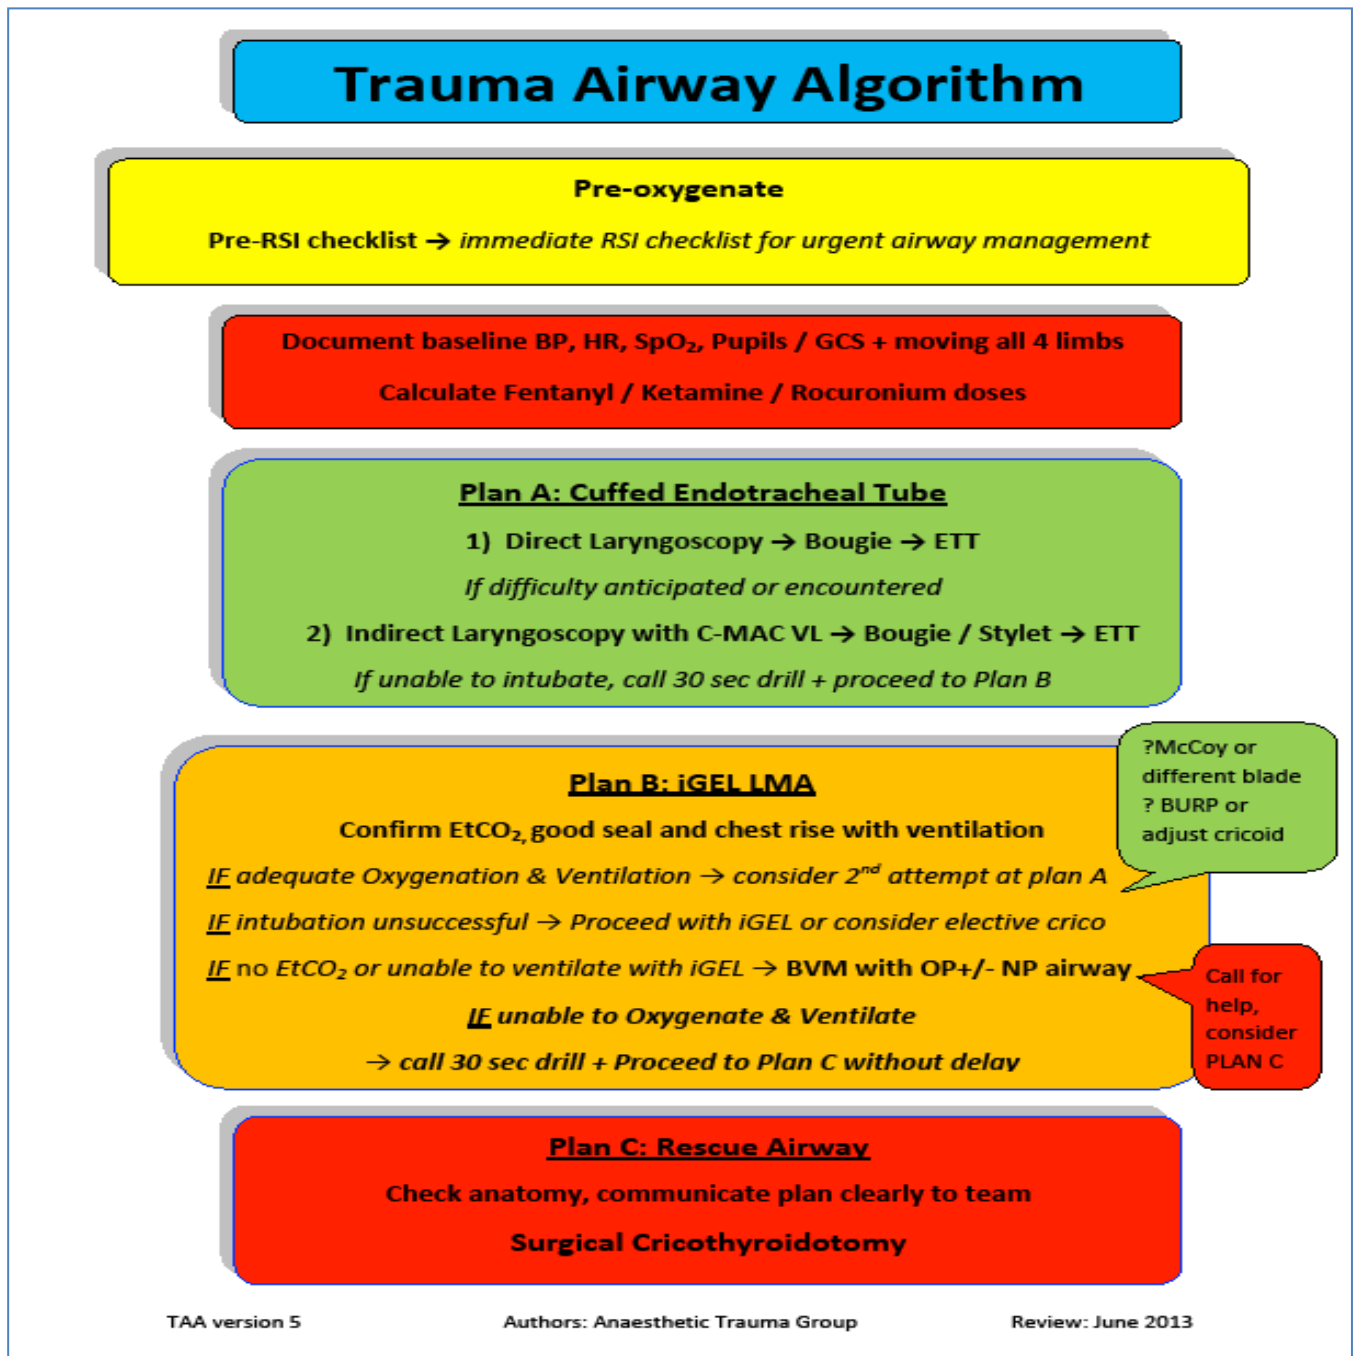 Trauma Airway Algorithm
Pre-oxygenate
Pre-RSI checklist → immediate RSI checklist for urgent airway management
Document baseline BP, HR, SpO₂, Pupils / GCS + moving all 4 limbs
Calculate Fentanyl / Ketamine / Rocuronium doses
Plan A: Cuffed Endotracheal Tube
1) Direct Laryngoscopy → Bougie → ETT
If difficulty anticipated or encountered
2) Indirect Laryngoscopy with C-MAC VL → Bougie / Stylet → ETT
If unable to intubate, call 30 sec drill + proceed to Plan B
?McCoy or
different blade
? BURP or
adjust cricoid
Plan B: iGEL LMA
Confirm EtCO₂, good seal and chest rise with ventilation
IF adequate Oxygenation & Ventilation → consider 2nd attempt at plan A
IF intubation unsuccessful → Proceed with iGEL or consider elective crico
IF no EtCO₂ or unable to ventilate with iGEL → BVM with OP+/- NP airway
IF unable to Oxygenate & Ventilate
→ call 30 sec drill + Proceed to Plan C without delay
Call for
help,
consider
PLAN C
Plan C: Rescue Airway
Check anatomy, communicate plan clearly to team
Surgical Cricothyroidotomy
TAA version 5
Authors: Anaesthetic Trauma Group
Review: June 2013